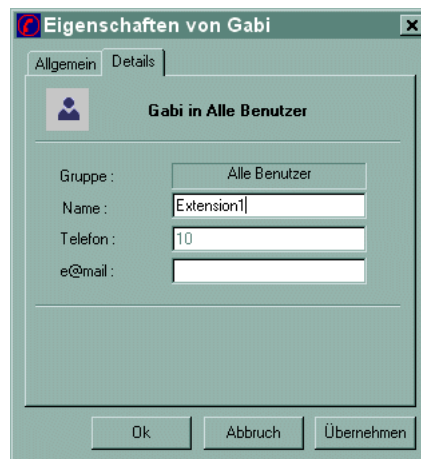 Eigenschaften von Gabi
Allgemein Details
Gabi in Alle Benutzer
Gruppe : Alle Benutzer
Name : Extension1
Telefon : 10
e@mail :
Ok Abbruch Übernehmen